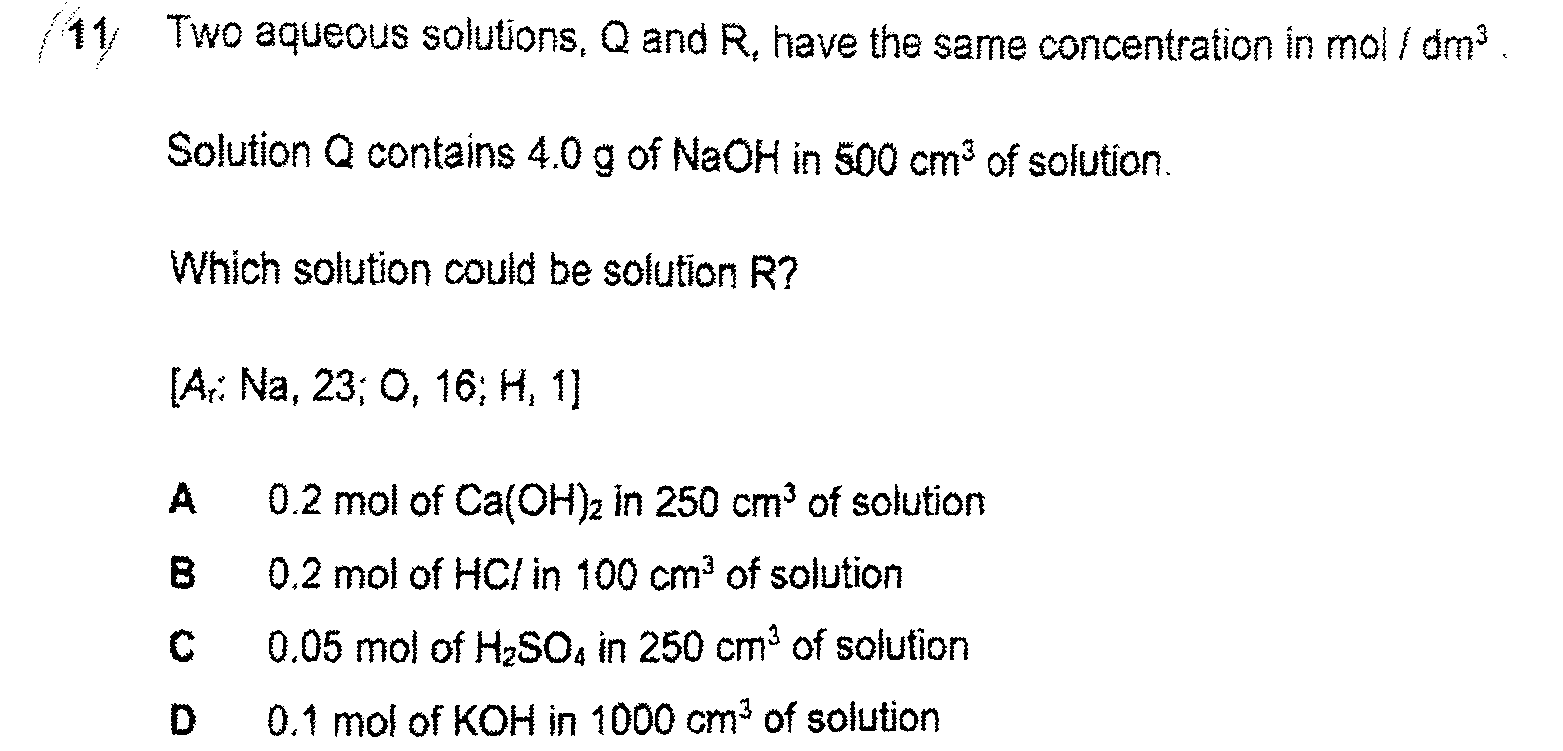 11 Two aqueous solutions, Q and R, have the same concentration in mol / dm³ .
Solution Q contains 4.0 g of NaOH in 500 cm³ of solution.
Which solution could be solution R?
[Aᵣ: Na, 23; O, 16; H, 1]
A 0.2 mol of Ca(OH)₂ in 250 cm³ of solution
B 0.2 mol of HCl in 100 cm³ of solution
C 0.05 mol of H₂SO₄ in 250 cm³ of solution
D 0.1 mol of KOH in 1000 cm³ of solution